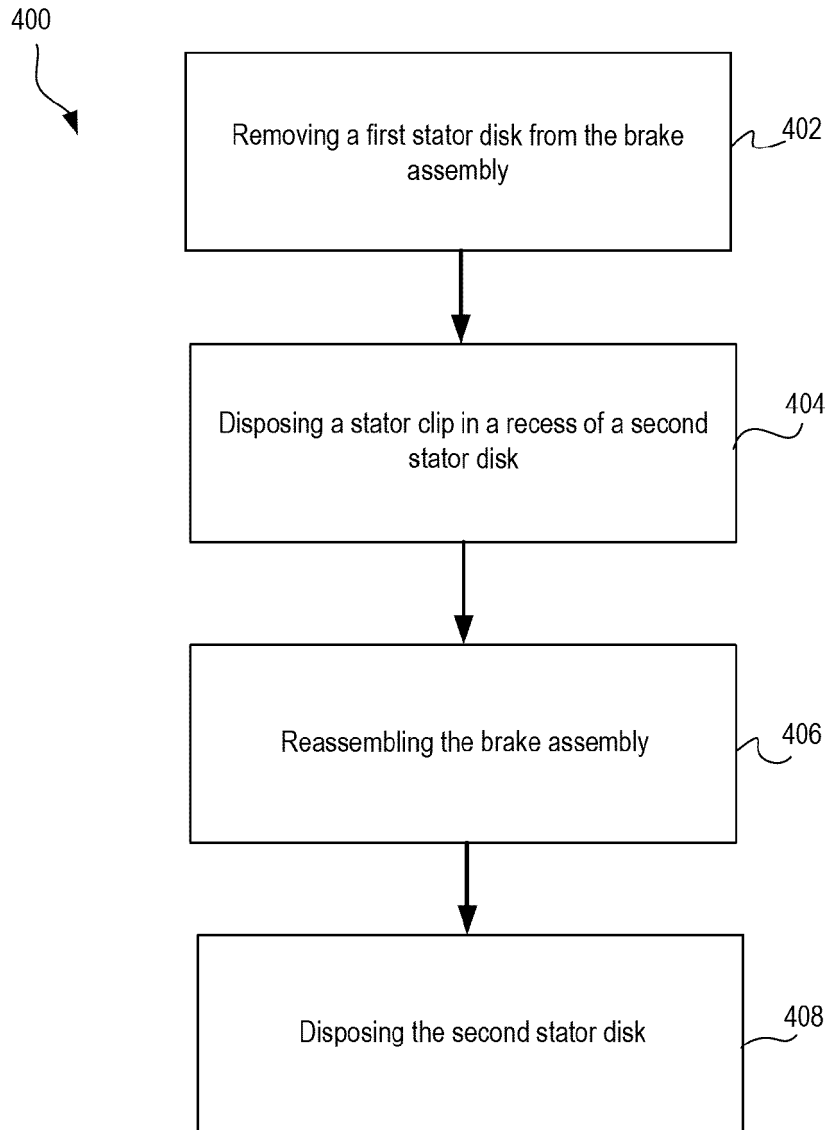 400
Removing a first stator disk from the brake
assembly
402
Disposing a stator clip in a recess of a second
stator disk
404
Reassembling the brake assembly
406
Disposing the second stator disk
408